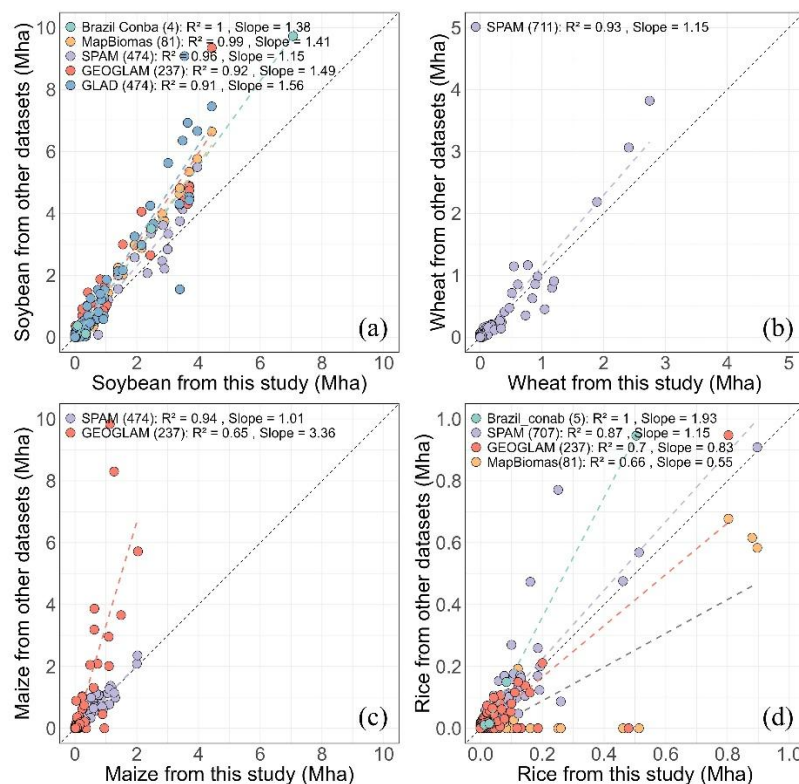 Brazil Conba (4): R² = 1 , Slope = 1.38
MapBiomas (81): R² = 0.99 , Slope = 1.41
SPAM (474): R² = 0.96 , Slope = 1.15
GEOGLAM (237): R² = 0.92 , Slope = 1.49
GLAD (474): R² = 0.91 , Slope = 1.56
Soybean from other datasets (Mha)
10
8
6
4
2
0
(a)
0 2 4 6 8 10
Soybean from this study (Mha)
SPAM (711): R² = 0.93 , Slope = 1.15
Wheat from other datasets (Mha)
5
4
3
2
1
0
(b)
0 1 2 3 4 5
Wheat from this study (Mha)
SPAM (474): R² = 0.94 , Slope = 1.01
GEOGLAM (237): R² = 0.65 , Slope = 3.36
Maize from other datasets (Mha)
10
8
6
4
2
0
(c)
0 2 4 6 8 10
Maize from this study (Mha)
Brazil_conab (5): R² = 1 , Slope = 1.93
SPAM (707): R² = 0.87 , Slope = 1.15
GEOGLAM (237): R² = 0.7 , Slope = 0.83
MapBiomas(81): R² = 0.66 , Slope = 0.55
Rice from other datasets (Mha)
1.0
0.8
0.6
0.4
0.2
0.0
(d)
0.0 0.2 0.4 0.6 0.8 1.0
Rice from this study (Mha)